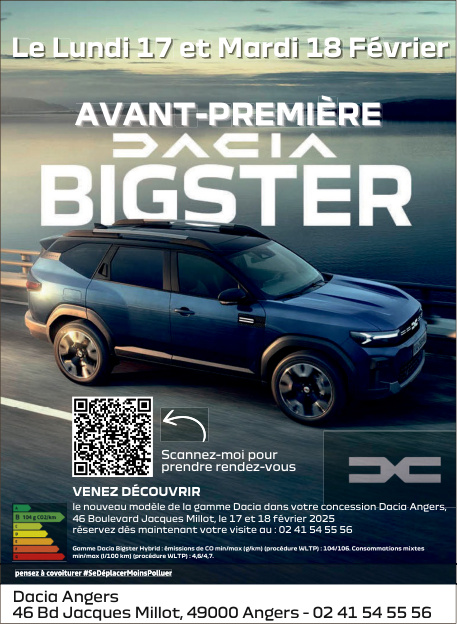 Le Lundi 17 et Mardi 18 Février
AVANT-PREMIÈRE
DACIA
BIGSTER
Scannez-moi pour
prendre rendez-vous
VENEZ DÉCOUVRIR
le nouveau modèle de la gamme Dacia dans votre concession Dacia Angers,
46 Boulevard Jacques Millot, le 17 et 18 février 2025
réservez dès maintenant votre visite au : 02 41 54 55 56
B 104 g CO2/km
Gamme Dacia Bigster Hybrid : émissions de CO min/max (g/km) (procédure WLTP) : 104/106. Consommations mixtes
min/max (l/100 km) (procédure WLTP) : 4,6/4,7.
pensez à covoiturer #SeDéplacerMoinsPolluer
Dacia Angers
46 Bd Jacques Millot, 49000 Angers - 02 41 54 55 56